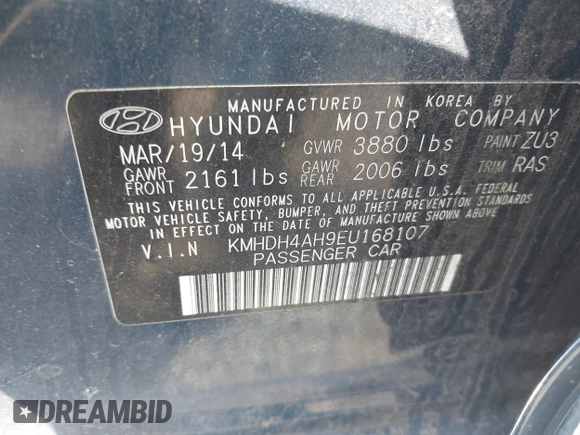 MANUFACTURED IN KOREA BY
HYUNDAI MOTOR COMPANY
MAR/19/14 GVWR 3880 lbs PAINT ZU3
GAWR FRONT 2161 lbs GAWR REAR 2006 lbs TRIM RAS
THIS VEHICLE CONFORMS TO ALL APPLICABLE U.S.A. FEDERAL
MOTOR VEHICLE SAFETY, BUMPER, AND THEFT PREVENTION STANDARDS
IN EFFECT ON THE DATE OF MANUFACTURE SHOWN ABOVE.
V.I.N KMHDH4AH9EU168107
PASSENGER CAR
DREAMBID